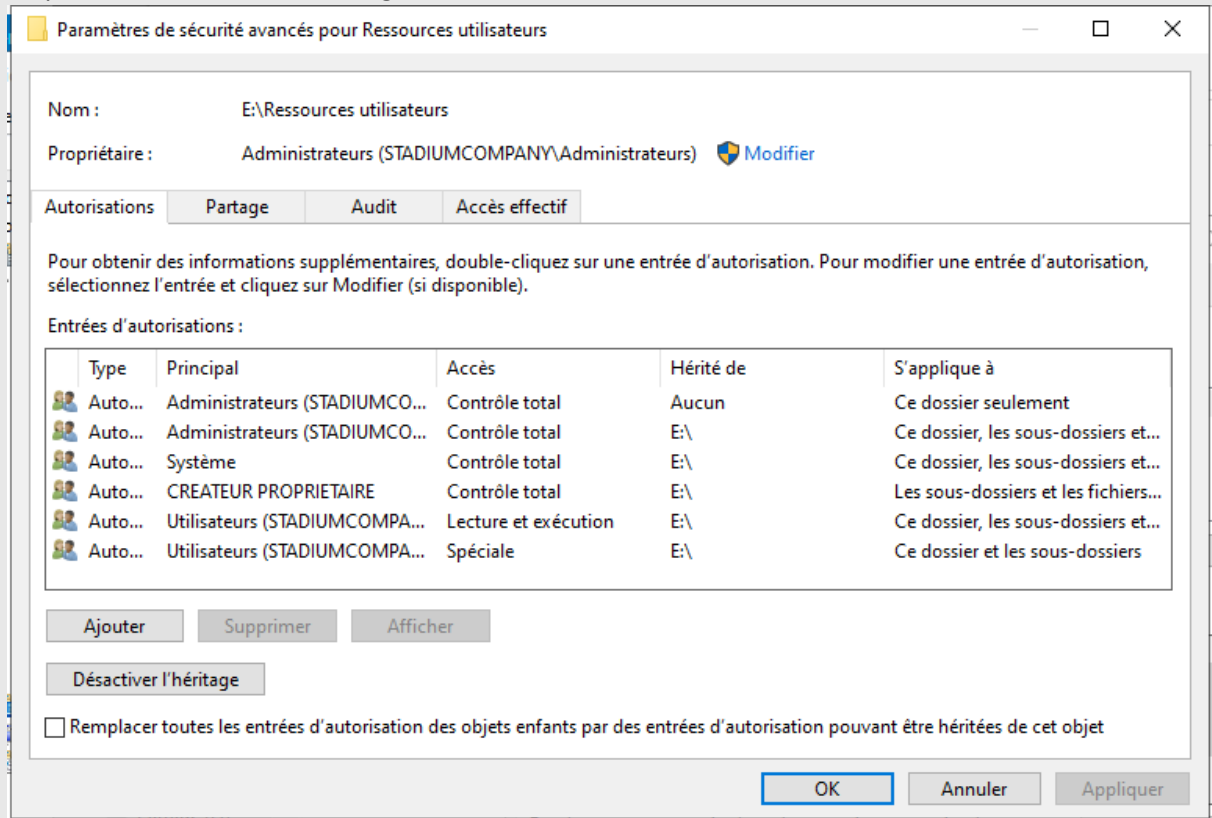 Paramètres de sécurité avancés pour Ressources utilisateurs
Nom : E:\Ressources utilisateurs
Propriétaire : Administrateurs (STADIUMCOMPANY\Administrateurs) Modifier
Autorisations Partage Audit Accès effectif
Pour obtenir des informations supplémentaires, double-cliquez sur une entrée d'autorisation. Pour modifier une entrée d'autorisation,
sélectionnez l'entrée et cliquez sur Modifier (si disponible).
Entrées d'autorisations :
Type Principal Accès Hérité de S'applique à
Auto... Administrateurs (STADIUMCO... Contrôle total Aucun Ce dossier seulement
Auto... Administrateurs (STADIUMCO... Contrôle total E:\ Ce dossier, les sous-dossiers et...
Auto... Système Contrôle total E:\ Ce dossier, les sous-dossiers et...
Auto... CREATEUR PROPRIETAIRE Contrôle total E:\ Les sous-dossiers et les fichiers...
Auto... Utilisateurs (STADIUMCOMPA... Lecture et exécution E:\ Ce dossier, les sous-dossiers et...
Auto... Utilisateurs (STADIUMCOMPA... Spéciale E:\ Ce dossier et les sous-dossiers
Ajouter Supprimer Afficher
Désactiver l'héritage
Remplacer toutes les entrées d'autorisation des objets enfants par des entrées d'autorisation pouvant être héritées de cet objet
OK Annuler Appliquer